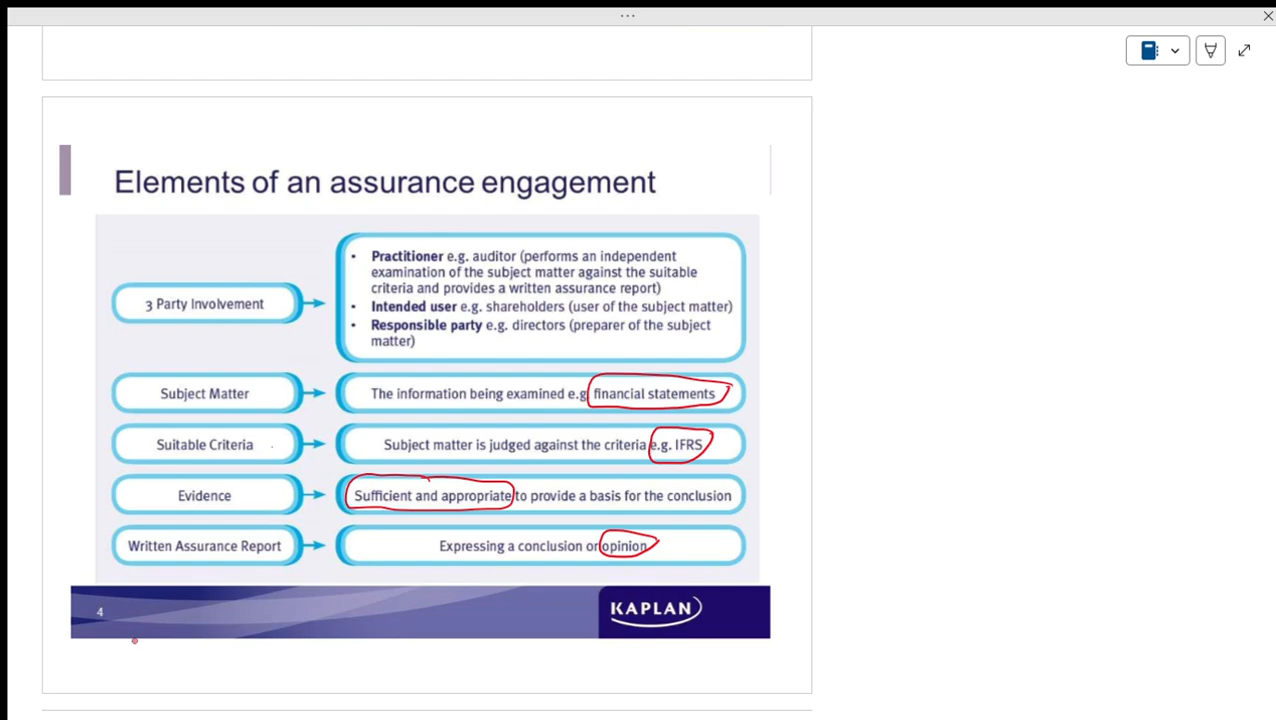 Elements of an assurance engagement
3 Party Involvement
• Practitioner e.g. auditor (performs an independent
examination of the subject matter against the suitable
criteria and provides a written assurance report)
• Intended user e.g. shareholders (user of the subject matter)
• Responsible party e.g. directors (preparer of the subject
matter)
Subject Matter
The information being examined e.g financial statements
Suitable Criteria
Subject matter is judged against the criteria e.g. IFRS
Evidence
Sufficient and appropriate to provide a basis for the conclusion
Written Assurance Report
Expressing a conclusion or opinion
4
KAPLAN